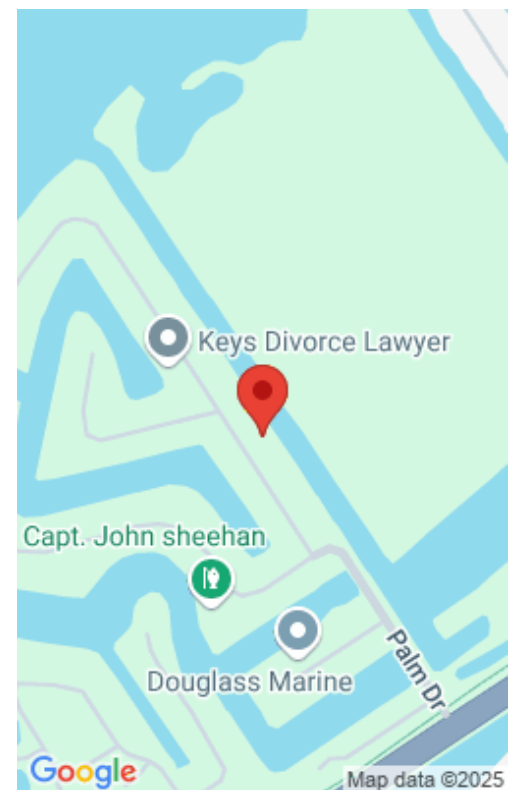 Keys Divorce Lawyer
Capt. John sheehan
Douglass Marine
Palm Dr
Google
Map data ©2025